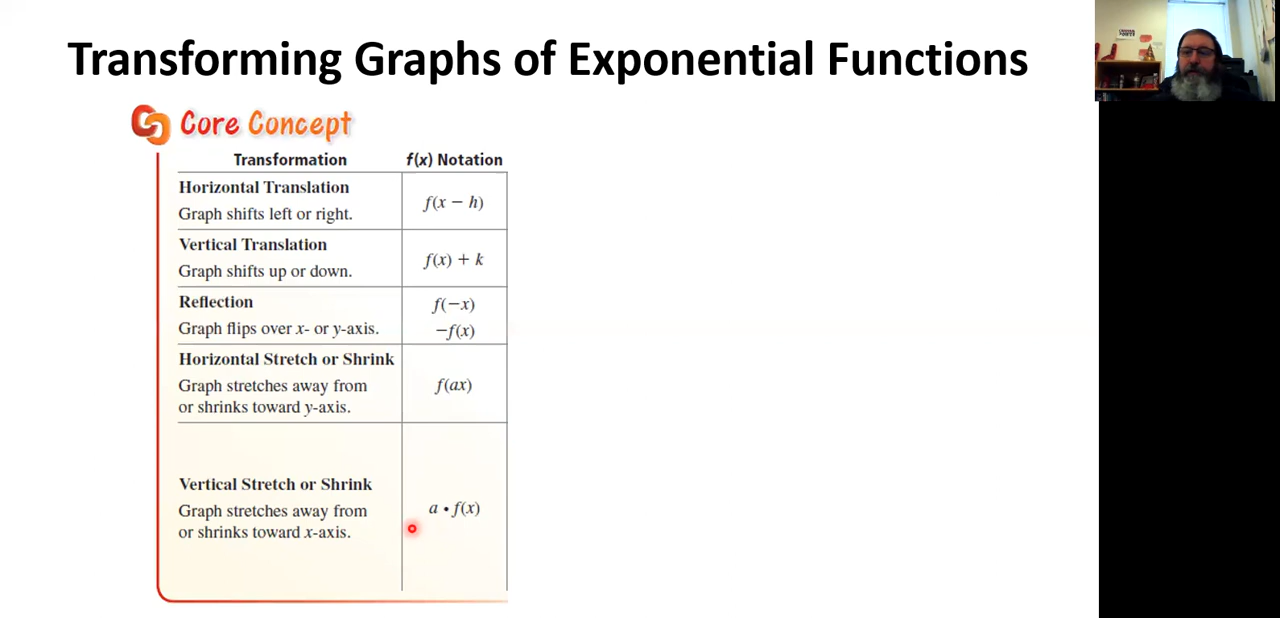 Transforming Graphs of Exponential Functions
Core Concept
Transformation f(x) Notation
Horizontal Translation
Graph shifts left or right.
f(x − h)
Vertical Translation
Graph shifts up or down.
f(x) + k
Reflection
Graph flips over x- or y-axis.
f(−x)
−f(x)
Horizontal Stretch or Shrink
Graph stretches away from
or shrinks toward y-axis.
f(ax)
Vertical Stretch or Shrink
Graph stretches away from
or shrinks toward x-axis.
a • f(x)